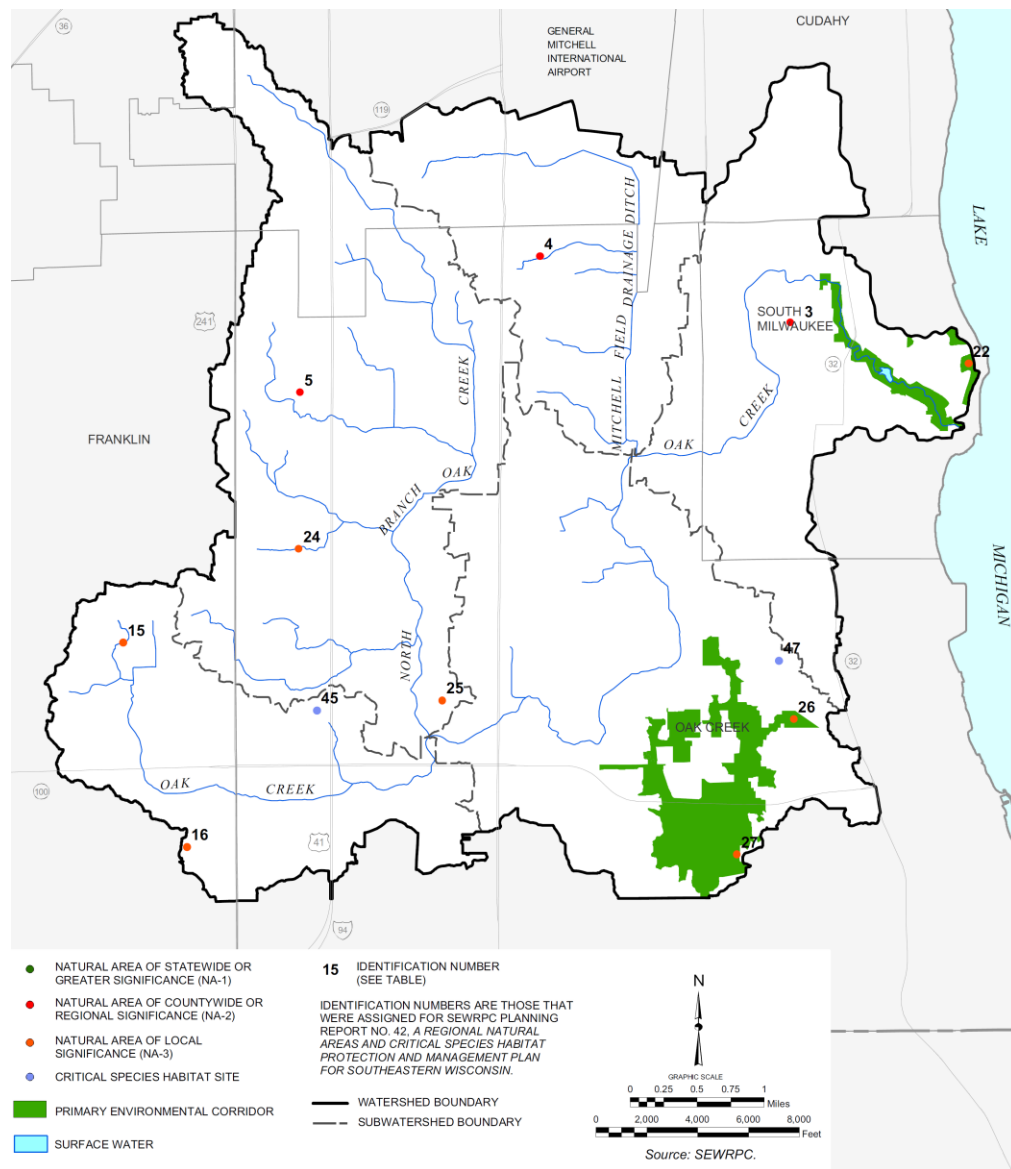 CUDAHY
36
GENERAL
MITCHELL
INTERNATIONAL
AIRPORT
119
LAKE
MITCHELL FIELD DRAINAGE DITCH
4
SOUTH 3
MILWAUKEE
241
22
32
5
CREEK
CREEK
FRANKLIN
OAK
OAK
BRANCH
24
MICHIGAN
15
NORTH
47
32
25
45
26
OAK CREEK
OAK
CREEK
100
16
41
27
94
NATURAL AREA OF STATEWIDE OR
GREATER SIGNIFICANCE (NA-1)
NATURAL AREA OF COUNTYWIDE OR
REGIONAL SIGNIFICANCE (NA-2)
NATURAL AREA OF LOCAL
SIGNIFICANCE (NA-3)
CRITICAL SPECIES HABITAT SITE
PRIMARY ENVIRONMENTAL CORRIDOR
SURFACE WATER
15 IDENTIFICATION NUMBER
(SEE TABLE)
IDENTIFICATION NUMBERS ARE THOSE THAT
WERE ASSIGNED FOR SEWRPC PLANNING
REPORT NO. 42, A REGIONAL NATURAL
AREAS AND CRITICAL SPECIES HABITAT
PROTECTION AND MANAGEMENT PLAN
FOR SOUTHEASTERN WISCONSIN.
WATERSHED BOUNDARY
SUBWATERSHED BOUNDARY
N
GRAPHIC SCALE
0 0.25 0.5 0.75 1
Miles
0 2,000 4,000 6,000 8,000
Feet
Source: SEWRPC.